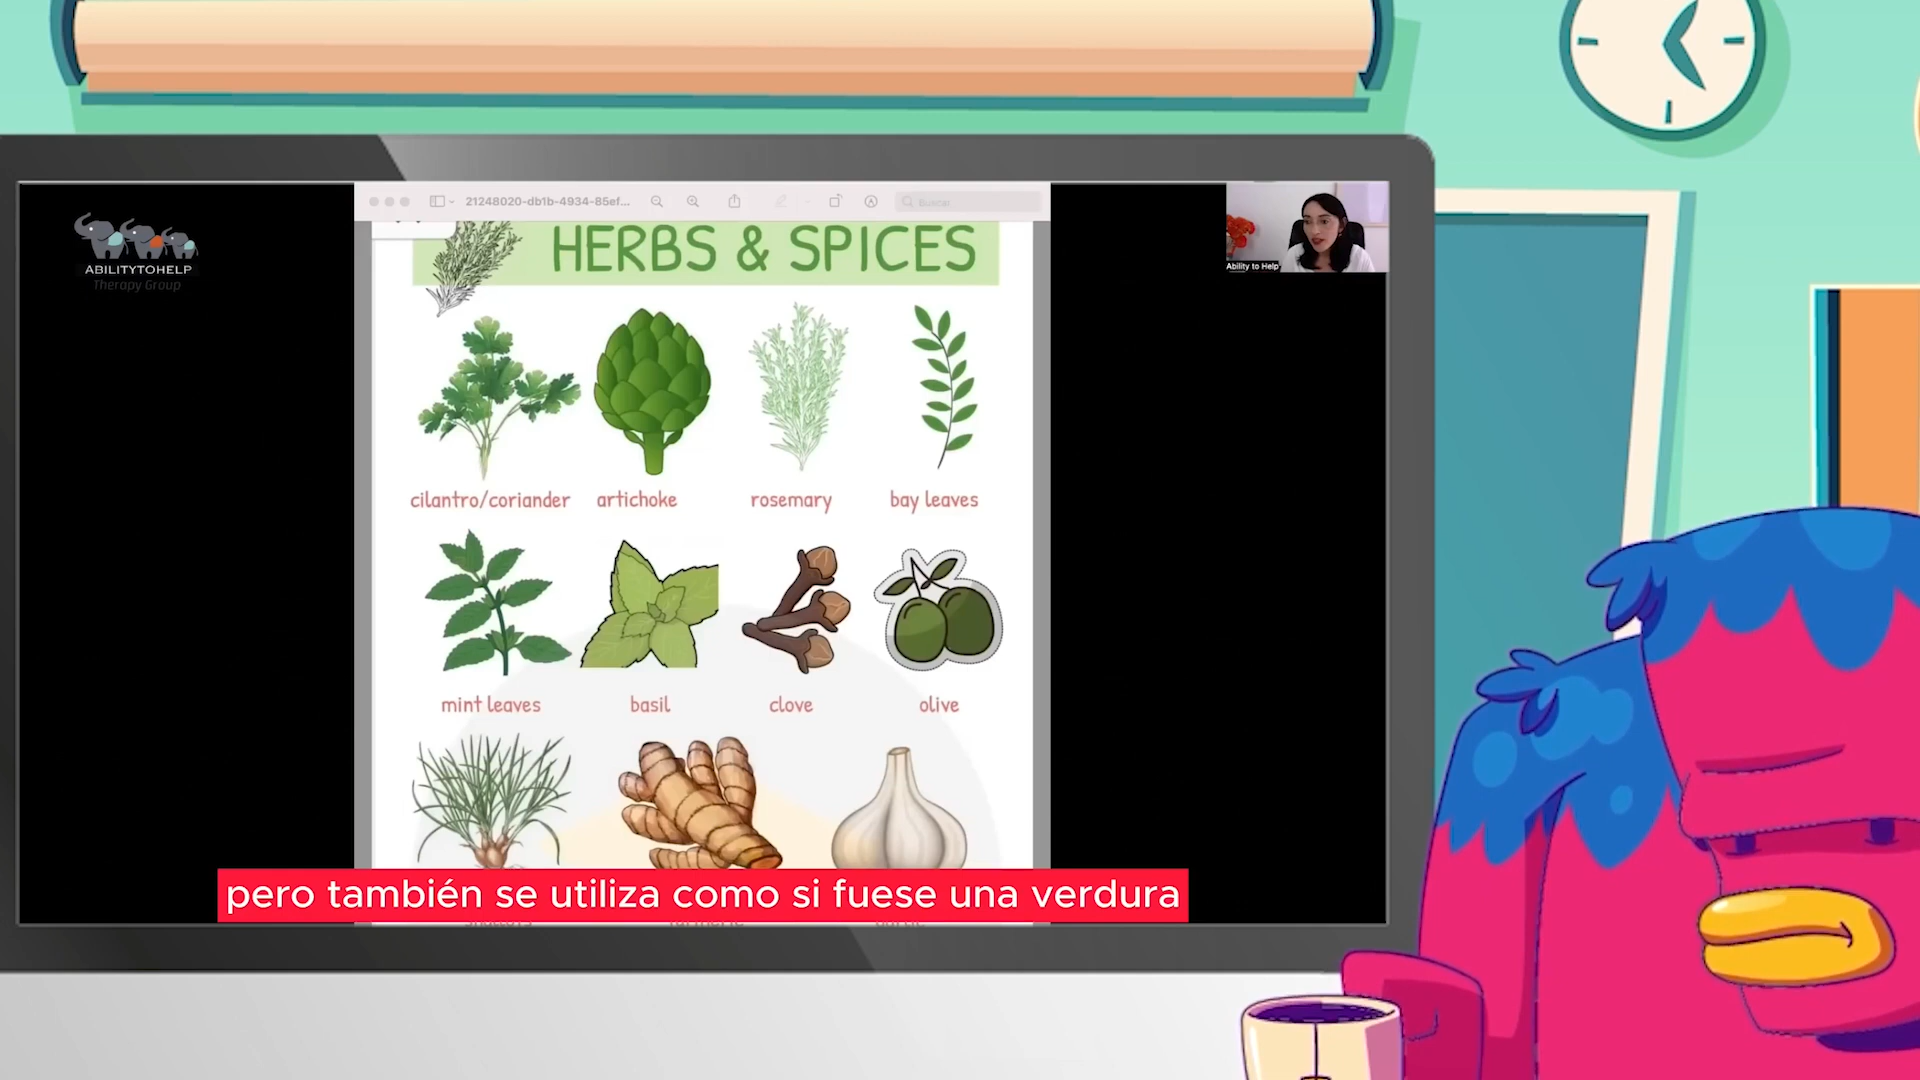 21248020-db1b-4934-85ef...
Buscar
ABILITYTOHELP
Therapy Group
Ability to Help
HERBS & SPICES
cilantro/coriander
artichoke
rosemary
bay leaves
mint leaves
basil
clove
olive
pero también se utiliza como si fuese una verdura